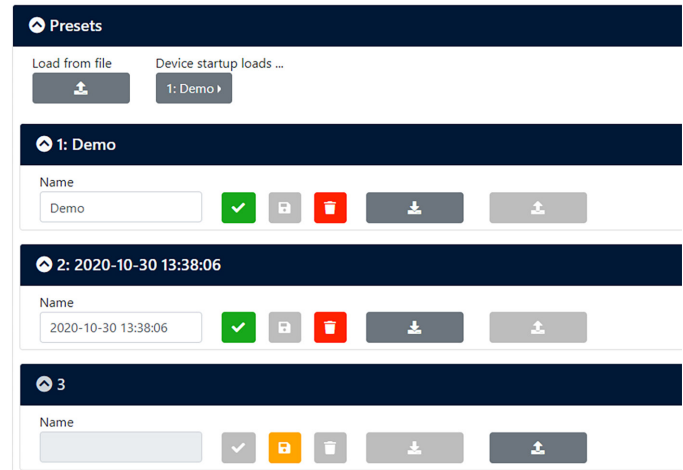 Presets
Load from file Device startup loads ...
1: Demo
1: Demo
Name
Demo
2: 2020-10-30 13:38:06
Name
2020-10-30 13:38:06
3
Name